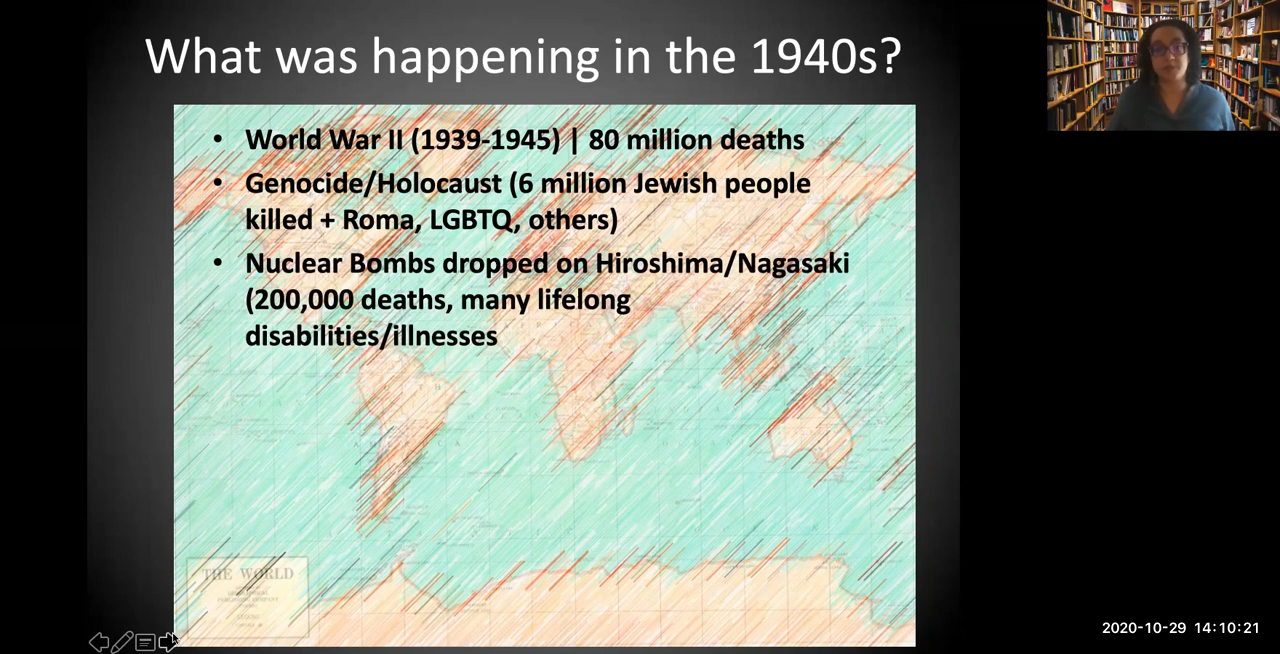 What was happening in the 1940s?
• World War II (1939-1945) | 80 million deaths
• Genocide/Holocaust (6 million Jewish people
killed + Roma, LGBTQ, others)
• Nuclear Bombs dropped on Hiroshima/Nagasaki
(200,000 deaths, many lifelong
disabilities/illnesses
THE WORLD
2020-10-29 14:10:21